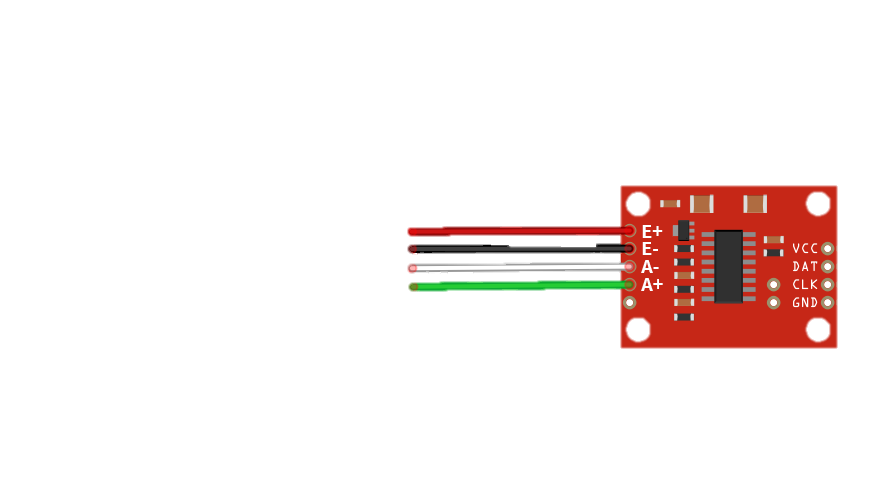 E+
E-
A-
A+
VCC
DAT
CLK
GND